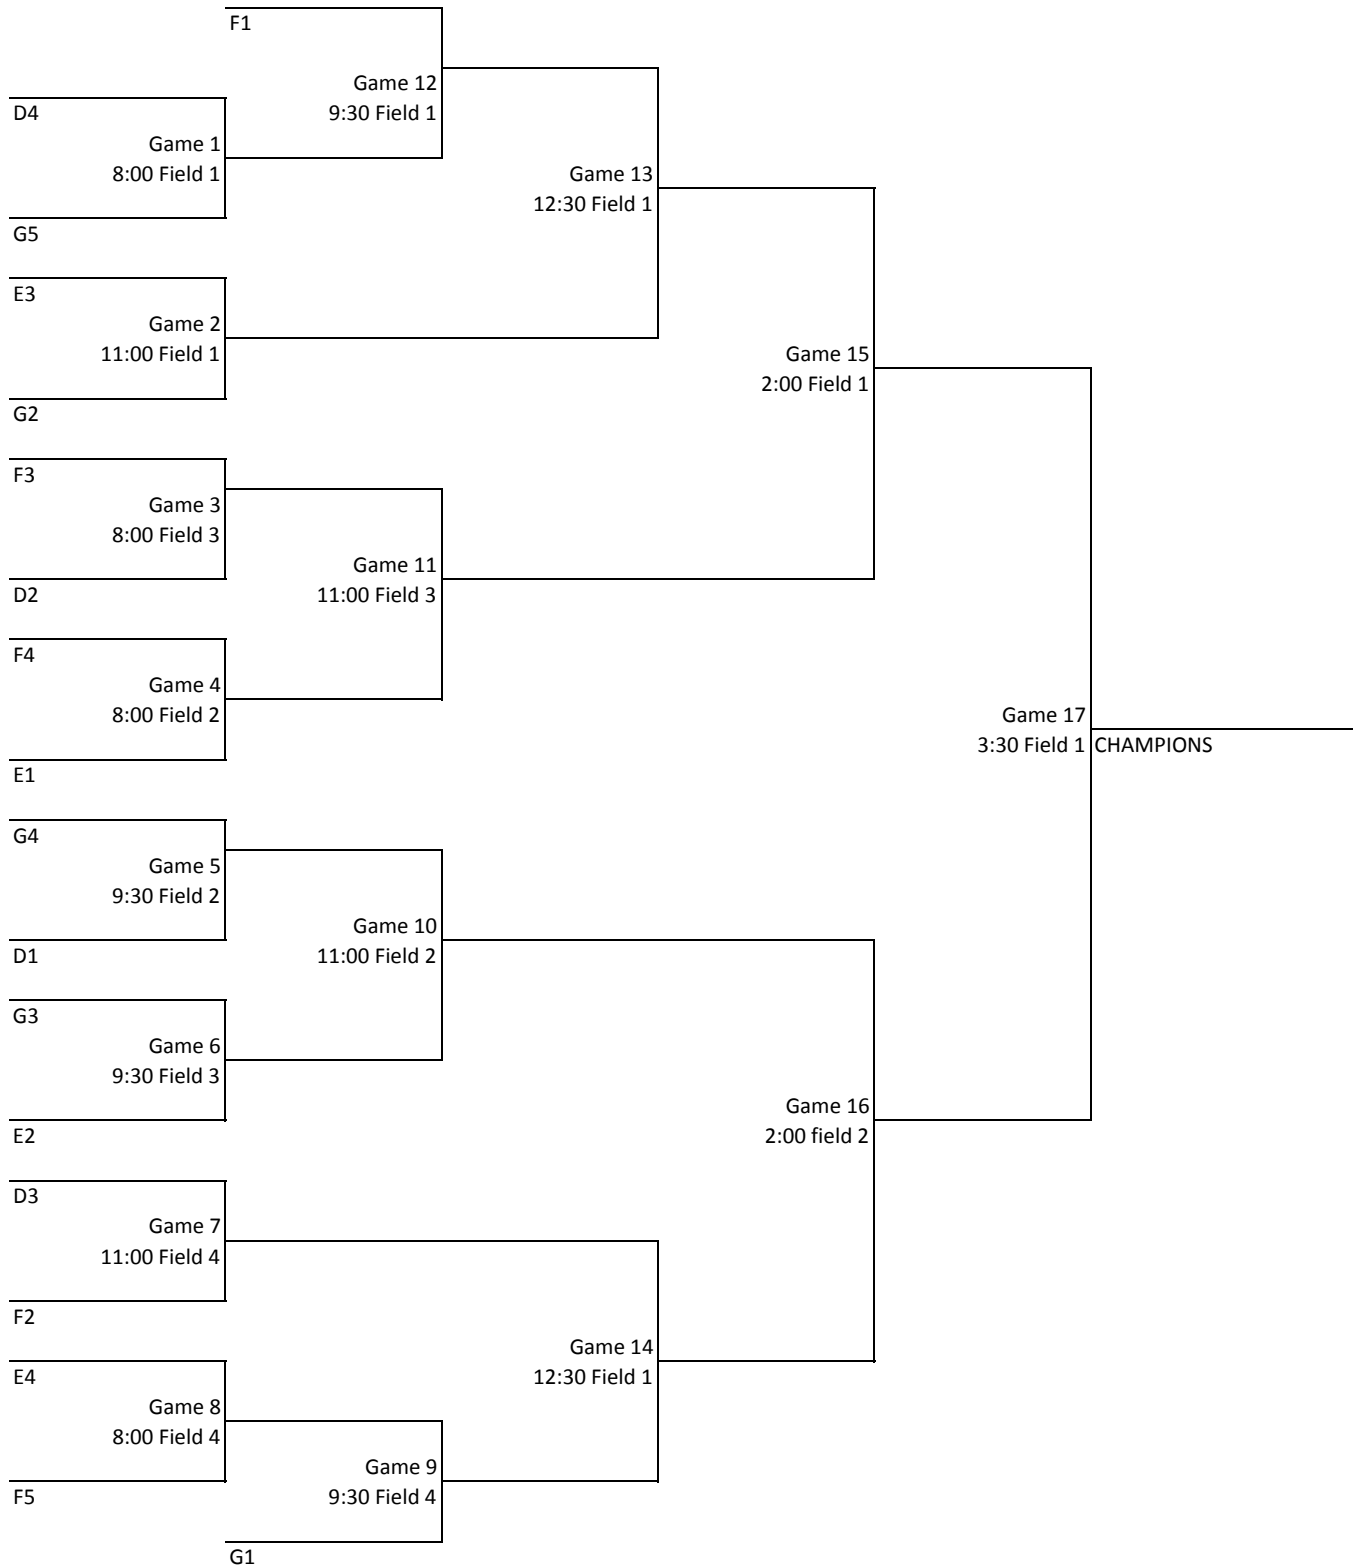 F1
Game 12
9:30 Field 1
D4
Game 1
8:00 Field 1
G5
Game 13
12:30 Field 1
E3
Game 2
11:00 Field 1
G2
Game 15
2:00 Field 1
F3
Game 3
8:00 Field 3
D2
Game 11
11:00 Field 3
F4
Game 4
8:00 Field 2
E1
Game 17
3:30 Field 1 CHAMPIONS
G4
Game 5
9:30 Field 2
D1
Game 10
11:00 Field 2
G3
Game 6
9:30 Field 3
E2
Game 16
2:00 field 2
D3
Game 7
11:00 Field 4
F2
Game 14
12:30 Field 1
E4
Game 8
8:00 Field 4
F5
Game 9
9:30 Field 4
G1